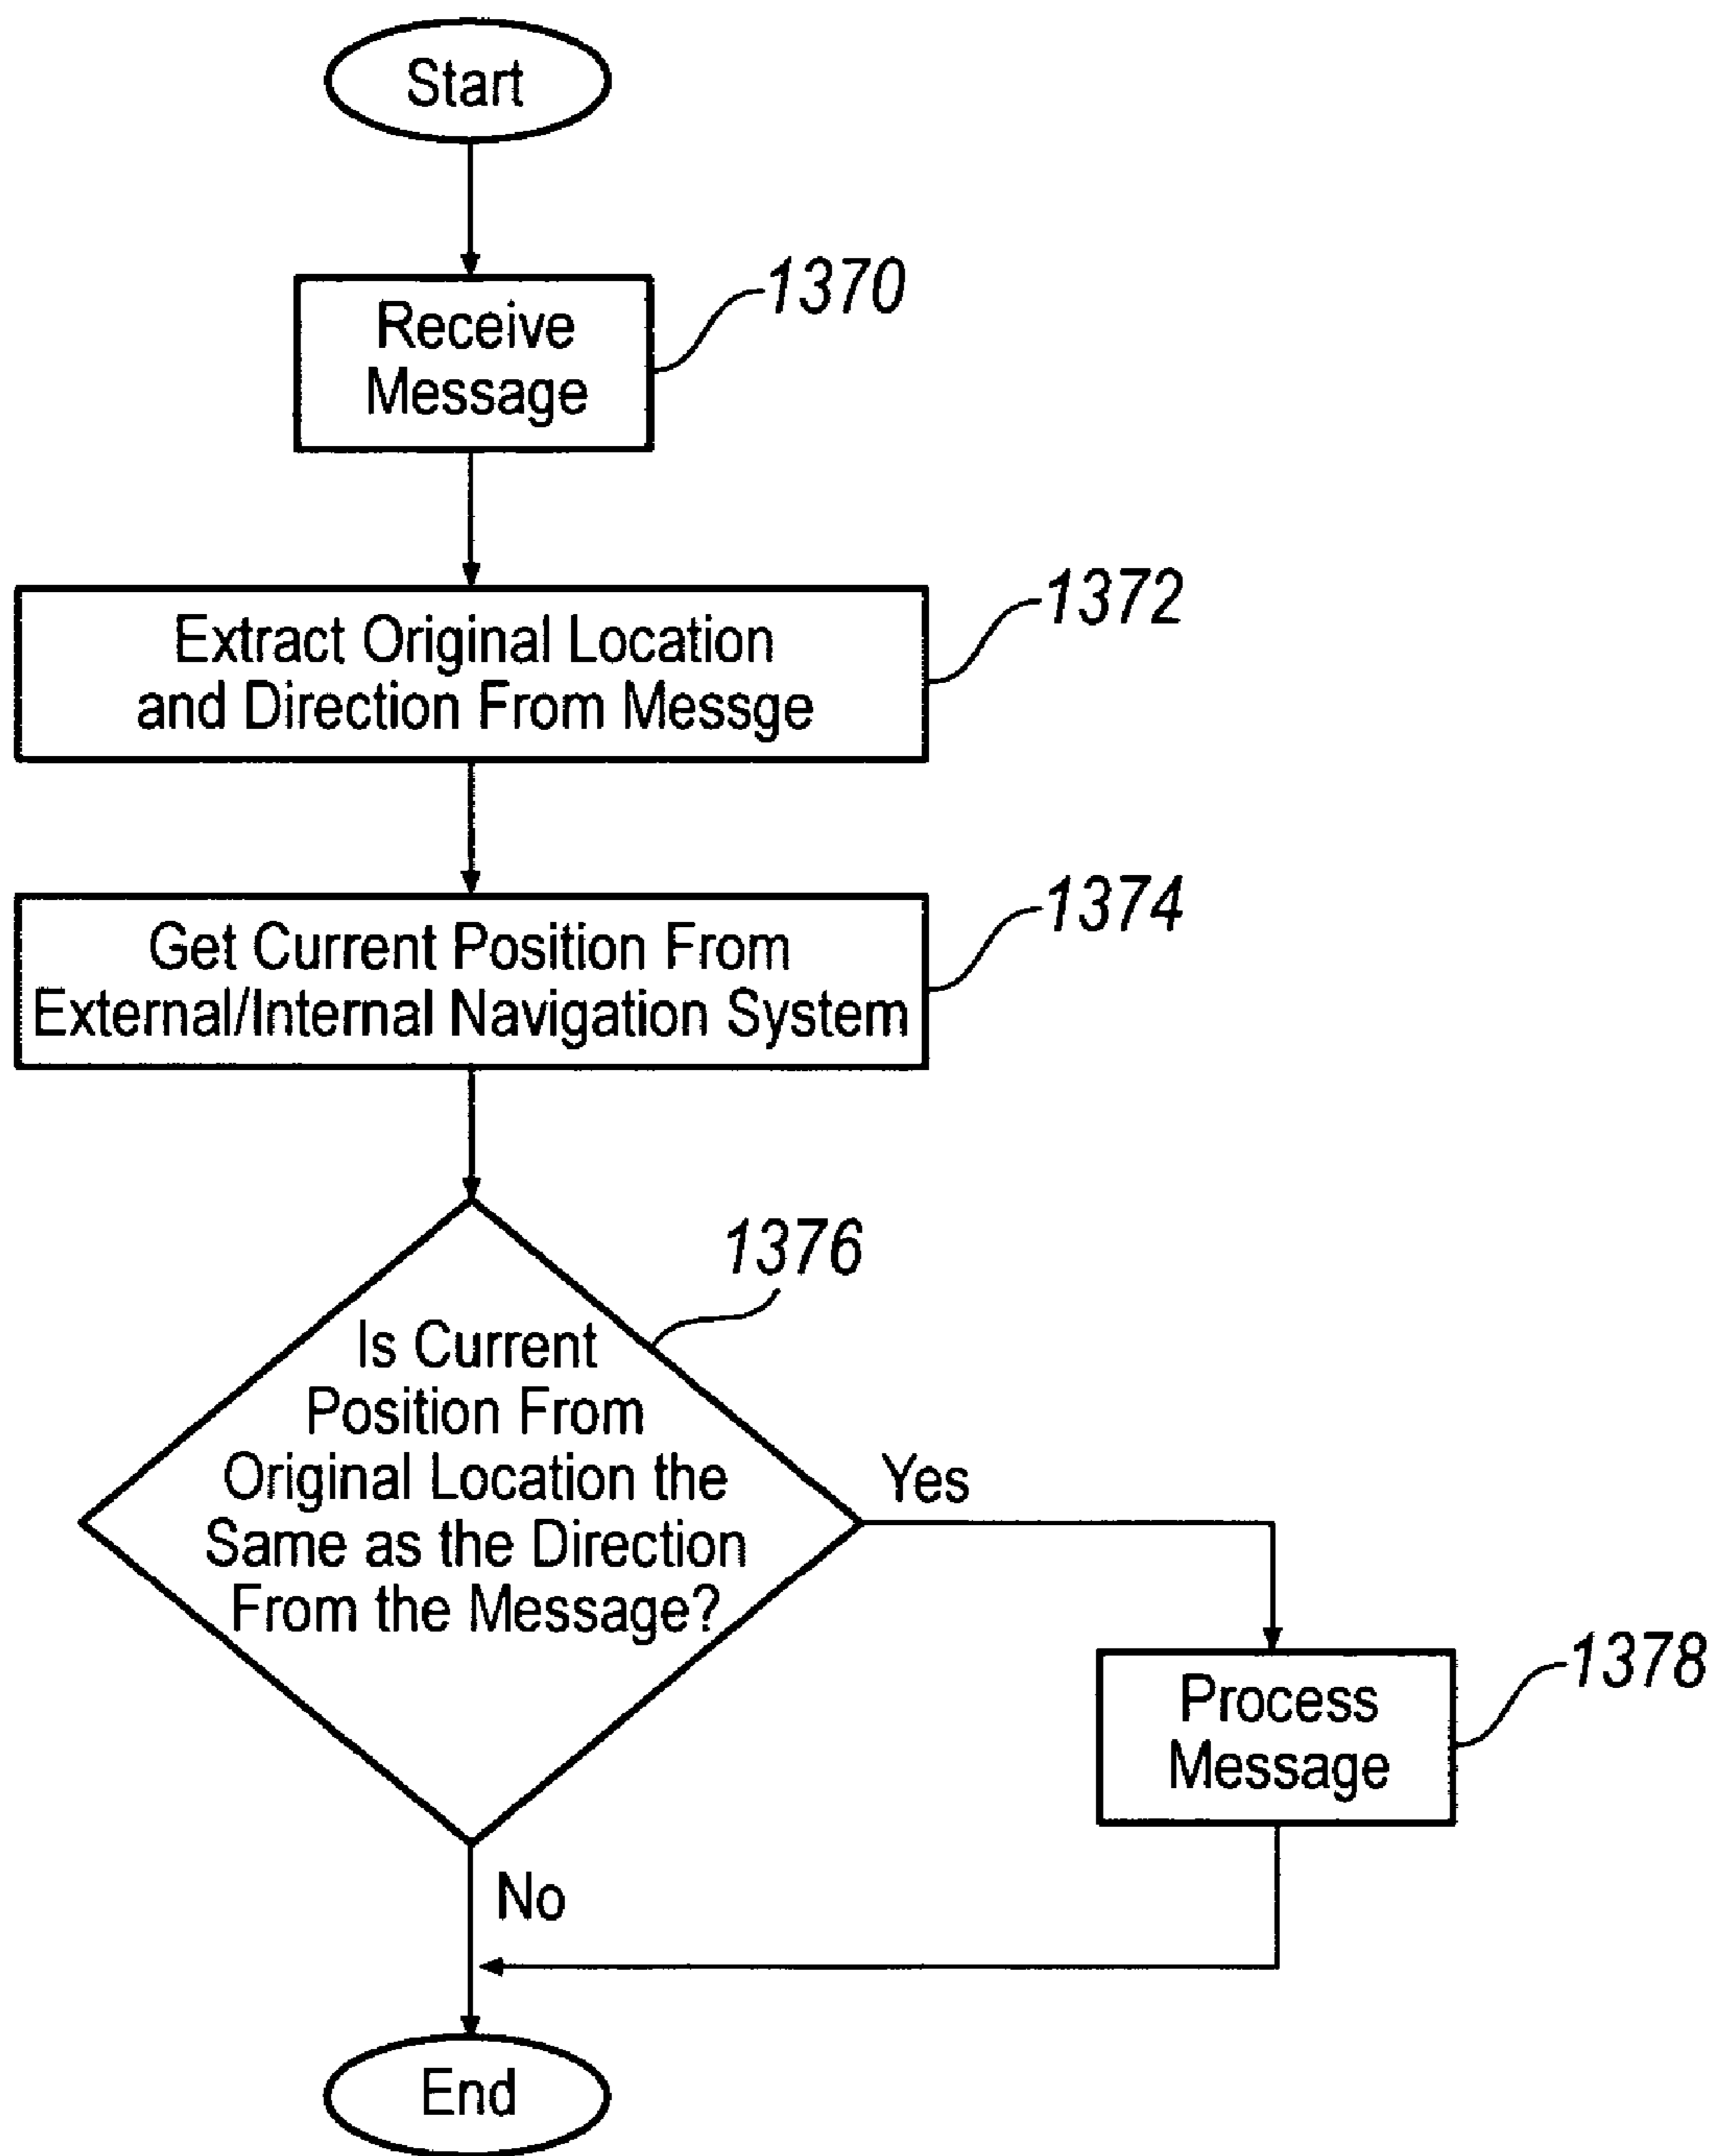 Start
Receive
Message
1370
Extract Original Location
and Direction From Messge
1372
Get Current Position From
External/Internal Navigation System
1374
Is Current
Position From
Original Location the
Same as the Direction
From the Message?
1376
Yes
Process
Message
1378
No
End